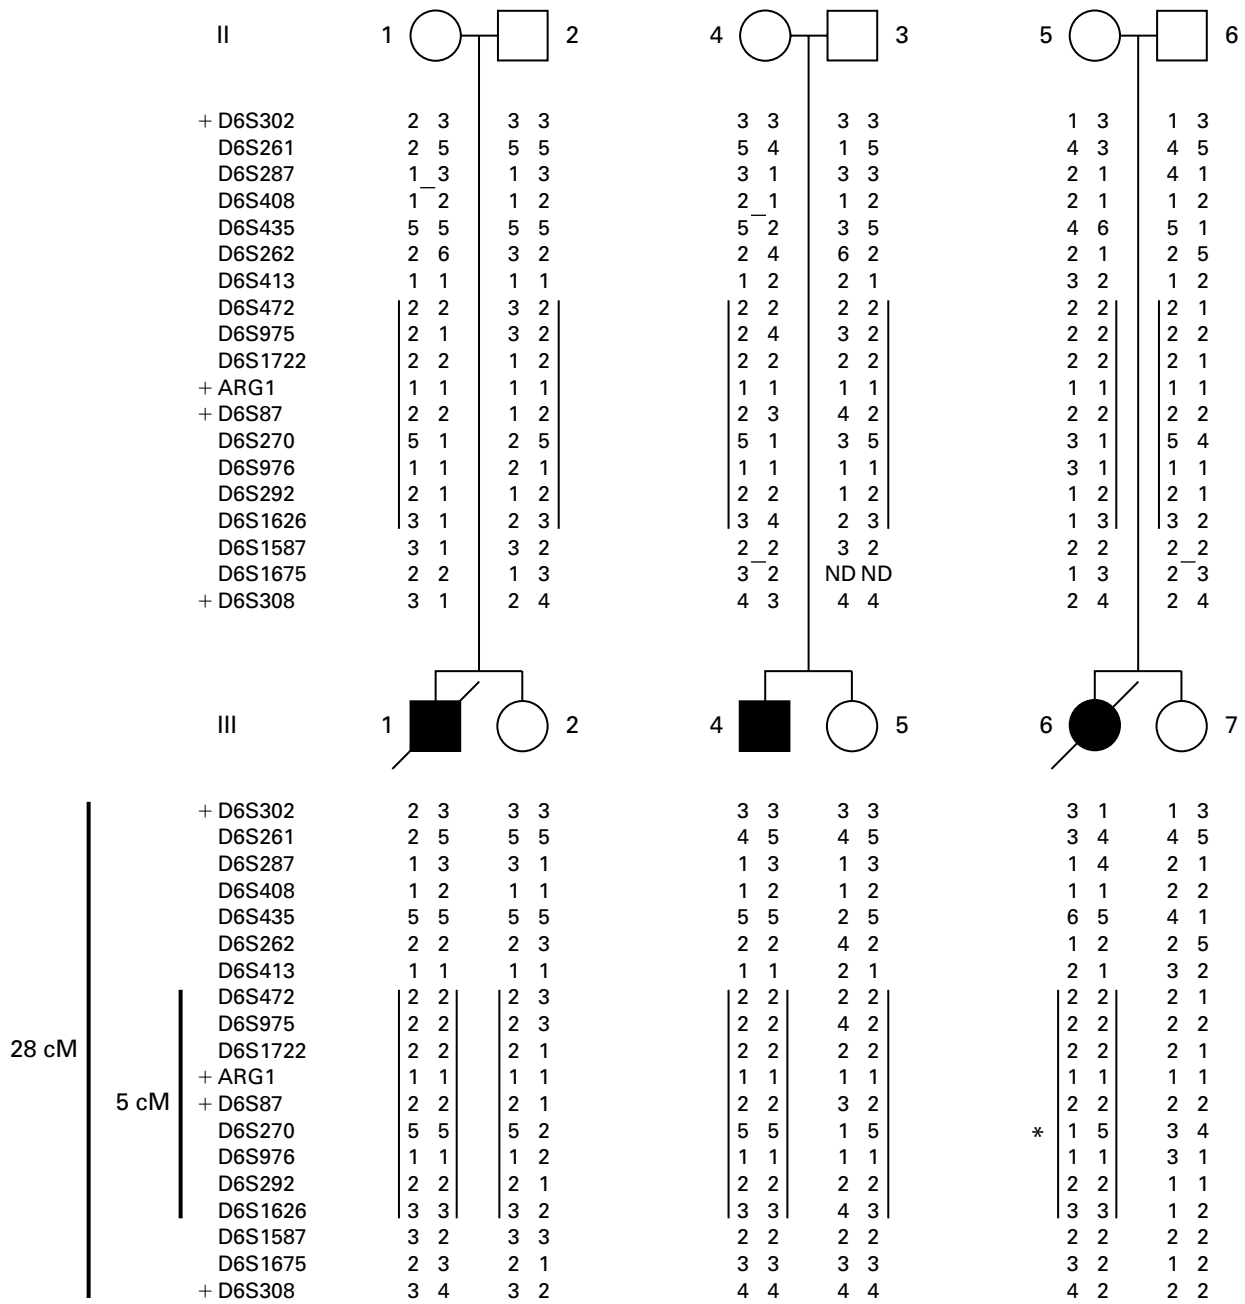 II 1 2 4 3 5 6
+ D6S302 2 3 3 3 3 3 3 3 1 3 1 3
D6S261 2 5 5 5 5 4 1 5 4 3 4 5
D6S287 1 3 1 3 3 1 3 3 2 1 4 1
D6S408 1 2 1 2 2 1 1 2 2 1 1 2
D6S435 5 5 5 5 5 2 3 5 4 6 5 1
D6S262 2 6 3 2 2 4 6 2 2 1 2 5
D6S413 1 1 1 1 1 2 2 1 3 2 1 2
D6S472 2 2 3 2 2 2 2 2 2 2 2 1
D6S975 2 1 3 2 2 4 3 2 2 2 2 2
D6S1722 2 2 1 2 2 2 2 2 2 2 2 1
+ ARG1 1 1 1 1 1 1 1 1 1 1 1 1
+ D6S87 2 2 1 2 2 3 4 2 2 2 2 2
D6S270 5 1 2 5 5 1 3 5 3 1 5 4
D6S976 1 1 2 1 1 1 1 1 3 1 1 1
D6S292 2 1 1 2 2 2 1 2 1 2 2 1
D6S1626 3 1 2 3 3 4 2 3 1 3 3 2
D6S1587 3 1 3 2 2 2 3 2 2 2 2 2
D6S1675 2 2 1 3 3 2 ND ND 1 3 2 3
+ D6S308 3 1 2 4 4 3 4 4 2 4 2 4
III 1 2 4 5 6 7
+ D6S302 2 3 3 3 3 3 3 3 3 1 1 3
D6S261 2 5 5 5 4 5 4 5 3 4 4 5
D6S287 1 3 3 1 1 3 1 3 1 4 2 1
D6S408 1 2 1 1 1 2 1 2 1 1 2 2
D6S435 5 5 5 5 5 5 2 5 6 5 4 1
D6S262 2 2 2 3 2 2 4 2 1 2 2 5
D6S413 1 1 1 1 1 1 2 1 2 1 3 2
D6S472 2 2 2 3 2 2 2 2 2 2 2 1
D6S975 2 2 2 3 2 2 4 2 2 2 2 2
28 cM D6S1722 2 2 2 1 2 2 2 2 2 2 2 1
+ ARG1 1 1 1 1 1 1 1 1 1 1 1 1
5 cM + D6S87 2 2 2 1 2 2 3 2 2 2 2 2
D6S270 5 5 5 2 5 5 1 5 * 1 5 3 4
D6S976 1 1 1 2 1 1 1 1 1 1 3 1
D6S292 2 2 2 1 2 2 2 2 2 2 1 1
D6S1626 3 3 3 2 3 3 4 3 3 3 1 2
D6S1587 3 2 3 3 2 2 2 2 2 2 2 2
D6S1675 2 3 2 1 3 3 3 3 3 2 1 2
+ D6S308 3 4 3 2 4 4 4 4 4 2 2 2